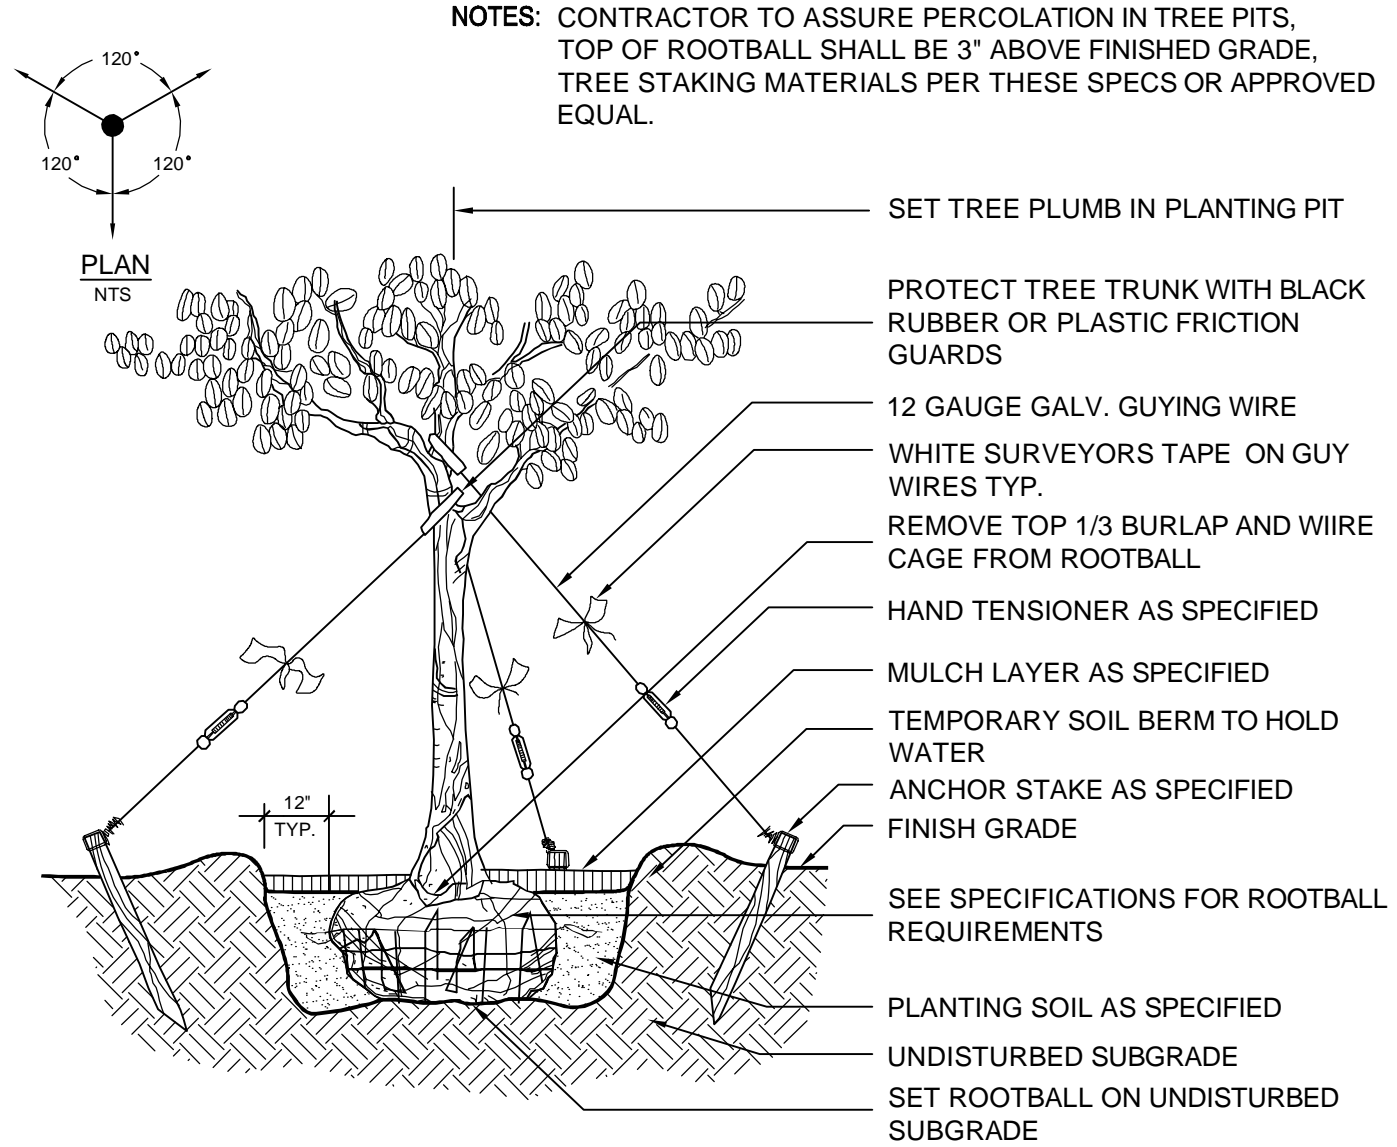 NOTES: CONTRACTOR TO ASSURE PERCOLATION IN TREE PITS,
TOP OF ROOTBALL SHALL BE 3" ABOVE FINISHED GRADE,
TREE STAKING MATERIALS PER THESE SPECS OR APPROVED
EQUAL.
120°
120°
120°
PLAN
NTS
SET TREE PLUMB IN PLANTING PIT
PROTECT TREE TRUNK WITH BLACK
RUBBER OR PLASTIC FRICTION
GUARDS
12 GAUGE GALV. GUYING WIRE
WHITE SURVEYORS TAPE ON GUY
WIRES TYP.
REMOVE TOP 1/3 BURLAP AND WIIRE
CAGE FROM ROOTBALL
HAND TENSIONER AS SPECIFIED
MULCH LAYER AS SPECIFIED
TEMPORARY SOIL BERM TO HOLD
WATER
ANCHOR STAKE AS SPECIFIED
FINISH GRADE
12"
TYP.
SEE SPECIFICATIONS FOR ROOTBALL
REQUIREMENTS
PLANTING SOIL AS SPECIFIED
UNDISTURBED SUBGRADE
SET ROOTBALL ON UNDISTURBED
SUBGRADE